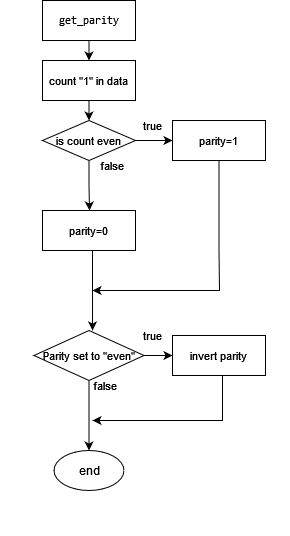 get_parity
count "1" in data
is count even
true
parity=1
false
parity=0
Parity set to "even"
true
invert parity
false
end